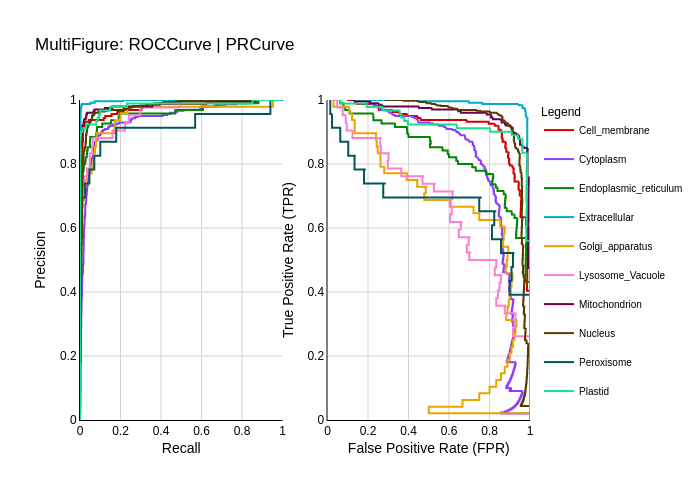 MultiFigure: ROCCurve | PRCurve
Precision
1
0.8
0.6
0.4
0.2
0
0 0.2 0.4 0.6 0.8 1
Recall
True Positive Rate (TPR)
1
0.8
0.6
0.4
0.2
0
0 0.2 0.4 0.6 0.8 1
False Positive Rate (FPR)
Legend
Cell_membrane
Cytoplasm
Endoplasmic_reticulum
Extracellular
Golgi_apparatus
Lysosome_Vacuole
Mitochondrion
Nucleus
Peroxisome
Plastid